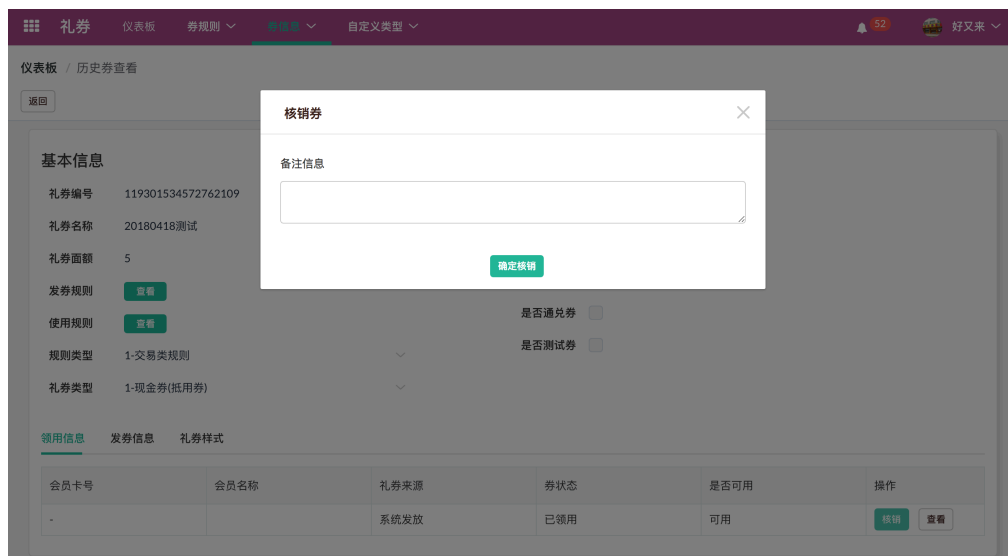 礼券 仪表板 券规则 券信息 自定义类型 52 好又来
仪表板 / 历史券查看
返回
核销券
备注信息
确定核销
基本信息
礼券编号 119301534572762109
礼券名称 20180418测试
礼券面额 5
发券规则 查看
是否通兑券
使用规则 查看
是否测试券
规则类型 1-交易类规则
礼券类型 1-现金券(抵用券)
领用信息 发券信息 礼券样式
会员卡号 会员名称 礼券来源 券状态 是否可用 操作
- 系统发放 已领用 可用 核销 查看